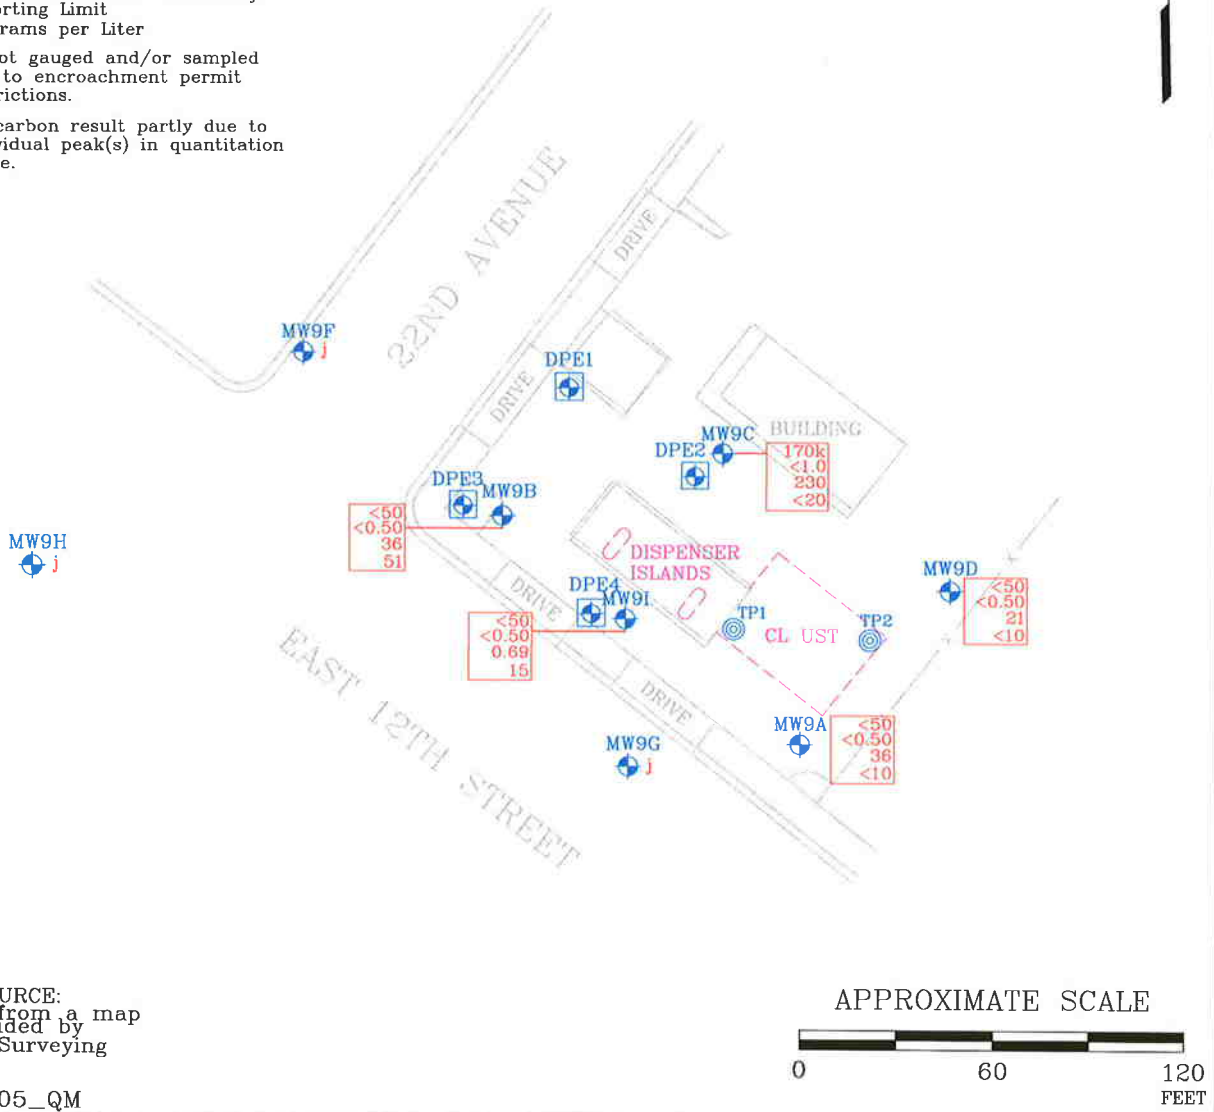 orting Limit
rams per Liter
ot gauged and/or sampled
to encroachment permit
rictions.
carbon result partly due to
vidual peak(s) in quantitation
e.
22ND AVENUE
DRIVE
MW9F
j
DPE1
DRIVE
BUILDING
MW9C
DPE2
170k
<1.0
230
<20
DPE3
MW9B
<50
<0.50
36
51
MW9H
j
DISPENSER
ISLANDS
MW9D
<50
<0.50
21
<10
DRIVE
DPE4
MW9I
<50
<0.50
0.69
15
TP1
TP2
CL UST
EAST 12TH STREET
DRIVE
MW9A
<50
<0.50
36
<10
MW9G
j
URCE:
from a map
ided by
Surveying
05_QM
APPROXIMATE SCALE
0 60 120
FEET